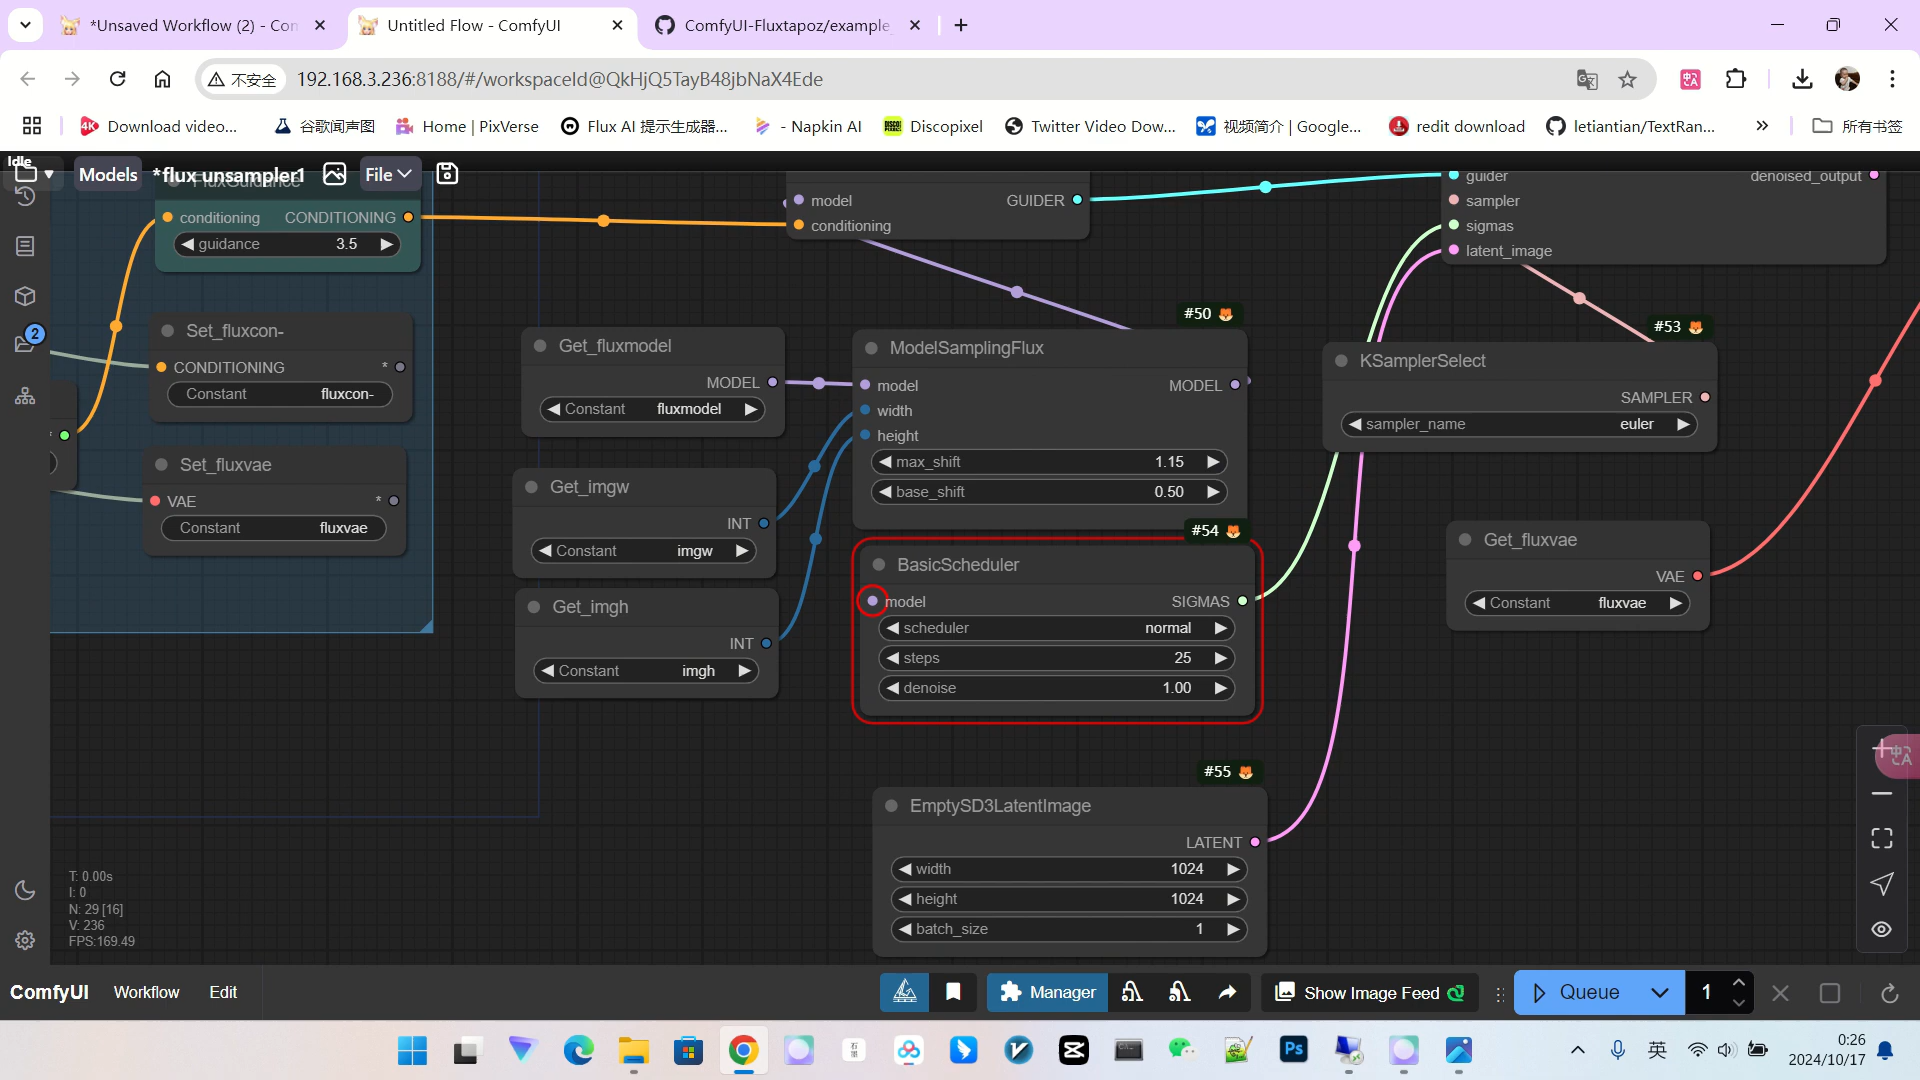 *Unsaved Workflow (2) - Con
Untitled Flow - ComfyUI
ComfyUI-Fluxtapoz/example
不安全
192.168.3.236:8188/#/workspaceId@QkHjQ5TayB48jbNaX4Ede
4K Download video...
谷歌闻声图
Home | PixVerse
Flux AI 提示生成器...
- Napkin AI
Discopixel
Twitter Video Dow...
视频简介 | Google...
redit download
letiantian/TextRan...
所有书签
Idle
Models
*flux unsampler1
File
FluxGuidance
conditioning CONDITIONING
guidance 3.5
model GUIDER
conditioning
guider denoised_output
sampler
sigmas
latent_image
#50
#53
Set_fluxcon-
CONDITIONING *
Constant fluxcon-
Get_fluxmodel
MODEL
Constant fluxmodel
ModelSamplingFlux
model MODEL
width
height
max_shift 1.15
base_shift 0.50
KSamplerSelect
SAMPLER
sampler_name euler
2
*
Set_fluxvae
VAE *
Constant fluxvae
Get_imgw
INT
Constant imgw
#54
BasicScheduler
model SIGMAS
scheduler normal
steps 25
denoise 1.00
Get_fluxvae
VAE
Constant fluxvae
Get_imgh
INT
Constant imgh
中A
#55
EmptySD3LatentImage
LATENT
width 1024
height 1024
batch_size 1
T: 0.00s
I: 0
N: 29 [16]
V: 236
FPS:169.49
ComfyUI Workflow Edit
Manager
Show Image Feed
Queue
1
Ps
英
0:26
2024/10/17